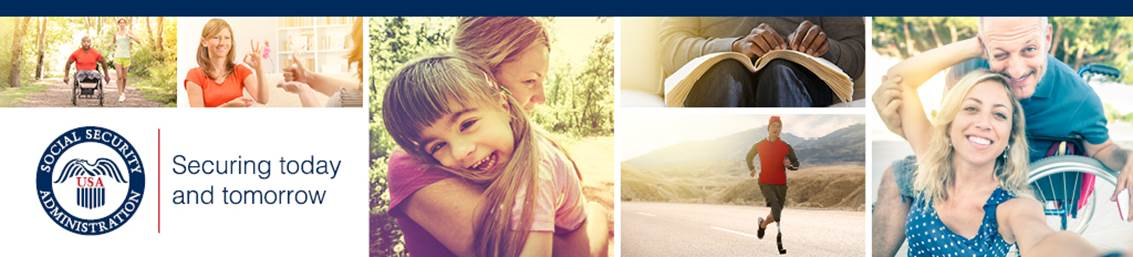 SOCIAL SECURITY
USA
ADMINISTRATION
Securing today
and tomorrow